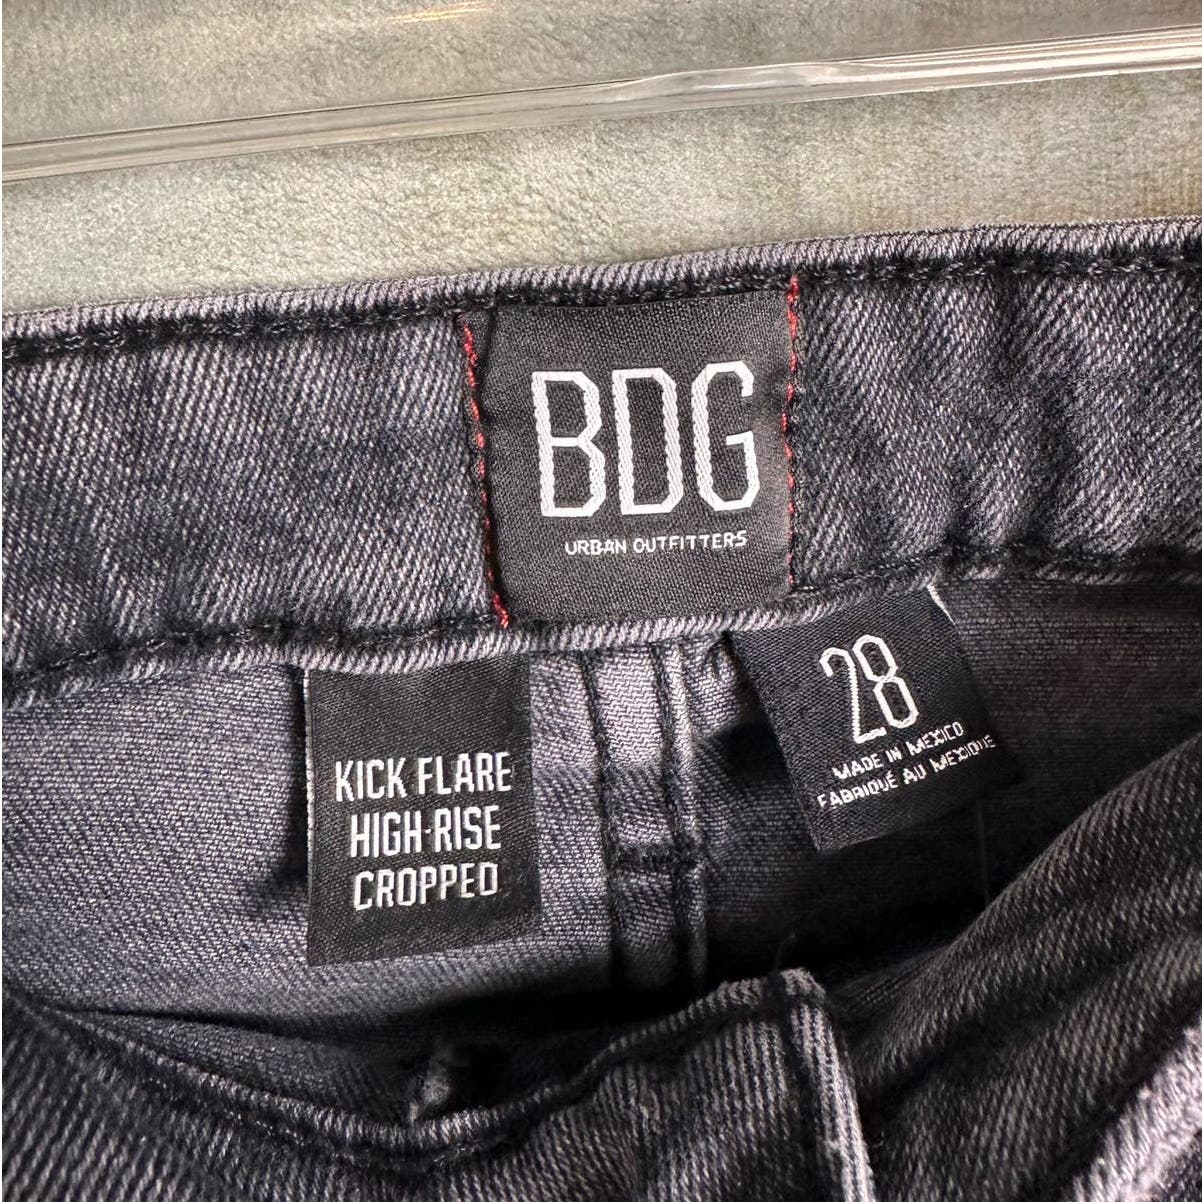 BDG
URBAN OUTFITTERS
KICK FLARE
HIGH-RISE
CROPPED
28
MADE IN MEXICO
FABRIQUÉ AU MEXIQUE